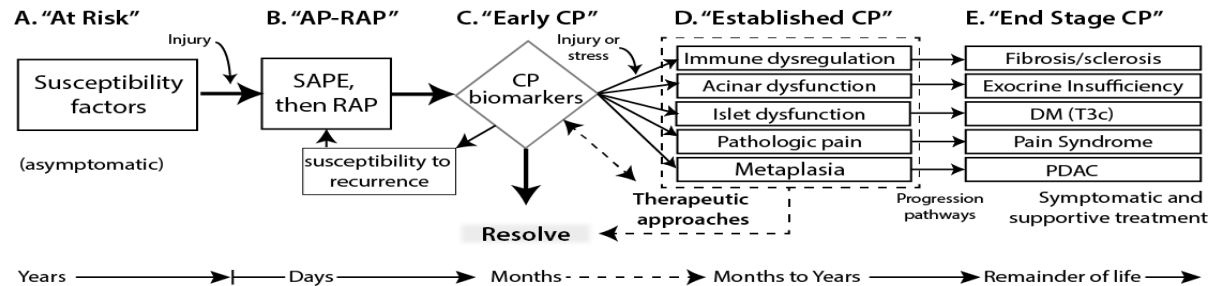 A. “At Risk”
B. “AP-RAP”
C. “Early CP”
D. “Established CP”
E. “End Stage CP”
Injury
Susceptibility
factors
(asymptomatic)
SAPE,
then RAP
susceptibility to
recurrence
CP
biomarkers
Injury or
stress
Resolve
Therapeutic
approaches
Immune dysregulation
Acinar dysfunction
Islet dysfunction
Pathologic pain
Metaplasia
Progression
pathways
Fibrosis/sclerosis
Exocrine Insufficiency
DM (T3c)
Pain Syndrome
PDAC
Symptomatic and
supportive treatment
Years
Days
Months
Months to Years
Remainder of life